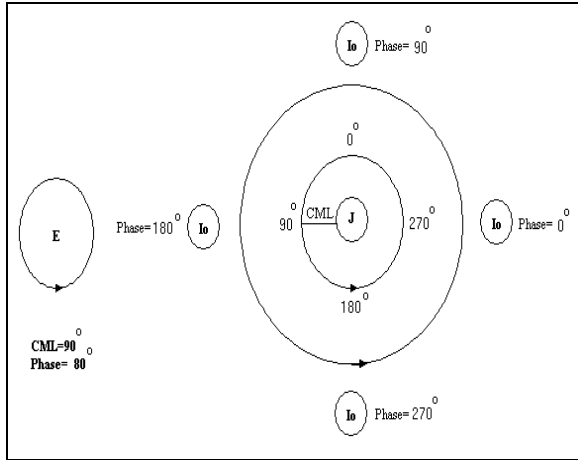 Io Phase= 90°
0°
Phase=180° Io 90° CML J 270° Io Phase= 0°
E
180°
CML=90°
Phase= 80°
Io Phase= 270°